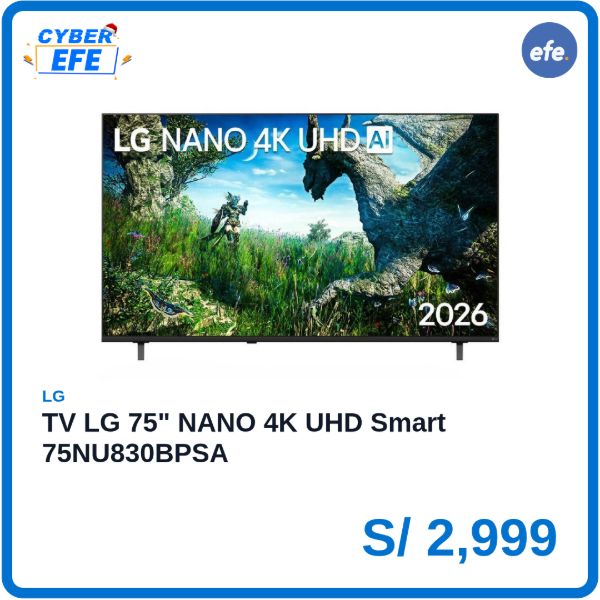 CYBER
EFE
efe.
LG NANO 4K UHD AI
2026
LG
TV LG 75" NANO 4K UHD Smart
75NU830BPSA
S/ 2,999